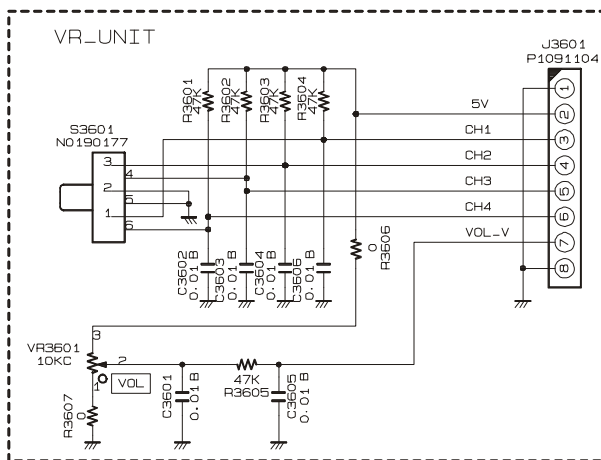 VR_UNIT
J3601
P1091104
R3601
47K
R3602
47K
R3603
47K
R3604
47K
S3601
N0190177
3
4
2
5
1
6
5V
CH1
CH2
CH3
CH4
VOL_V
1
2
3
4
5
6
7
8
C3602
0.01 B
C3603
0.01 B
C3604
0.01 B
C3606
0.01 B
0
R3606
3
VR3601
10KC
2
1
VOL
R3607
0
C3601
0.01 B
47K
R3605
C3605
0.01 B